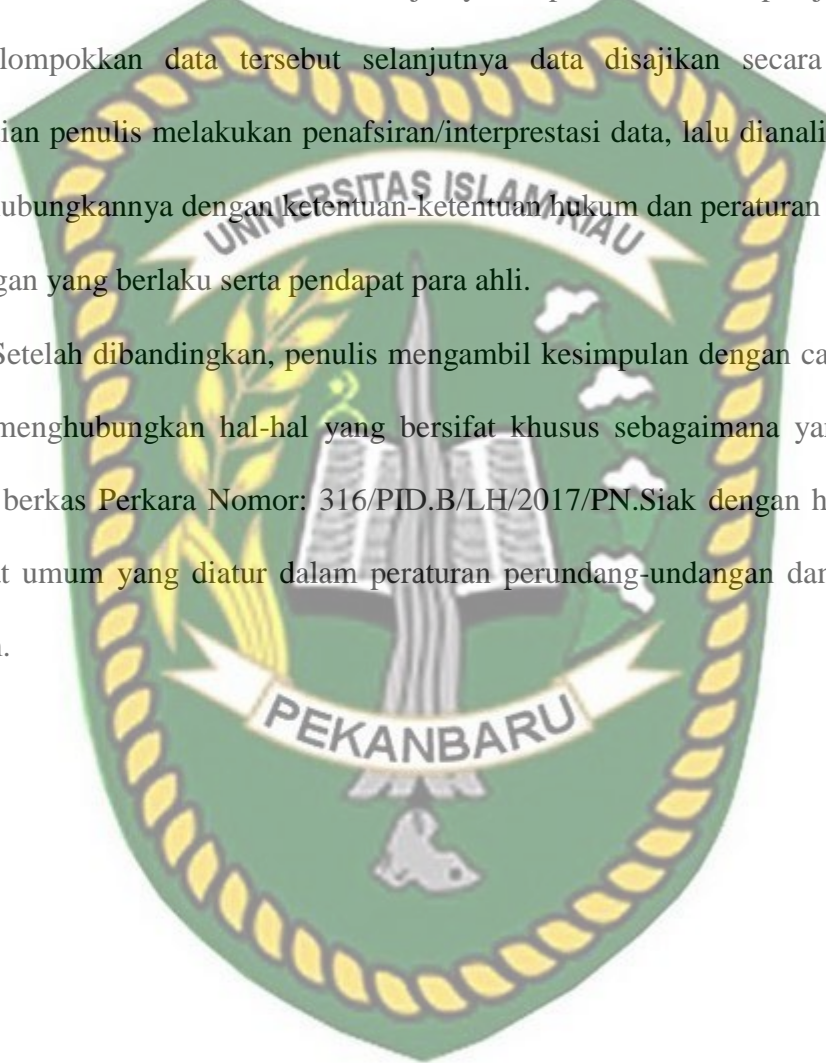 lompokkan data tersebut selanjutnya data disajikan secara
ian penulis melakukan penafsiran/interprestasi data, lalu dianali
ubungkannya dengan ketentuan-ketentuan hukum dan peraturan
gan yang berlaku serta pendapat para ahli.
Setelah dibandingkan, penulis mengambil kesimpulan dengan ca
menghubungkan hal-hal yang bersifat khusus sebagaimana ya
berkas Perkara Nomor: 316/PID.B/LH/2017/PN.Siak dengan h
t umum yang diatur dalam peraturan perundang-undangan dan
UNIVERSITAS ISLAM RIAU
PEKANBARU